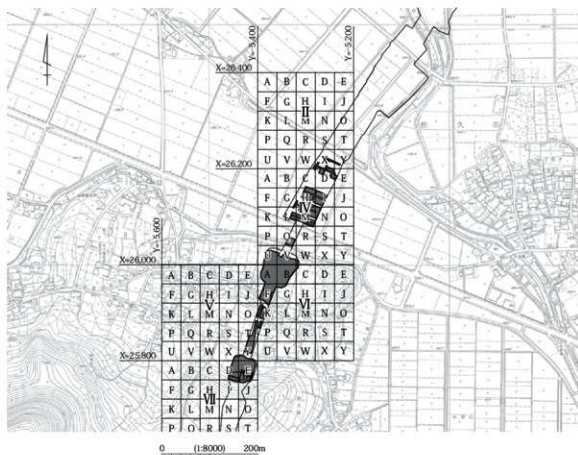 Y=-5,400
Y=-5,200
X=26.400
A B C D E
F G H I J
II
K L M N O
P Q R S T
X=26.200
U V W X Y
A B C D E
F G J
IV
K N O
P Q R S T
Y=-5,600
X=26.000
U V W X Y
A B C D E A B C D E
F G H I J F G H I J
V VI
K L M N O K L M N O
P Q R S T P Q R S T
X=25.800
U V W X U V W X Y
A B C D E
F G H I J
VII
K L M N O
P Q R S T
0 (1:8000) 200m